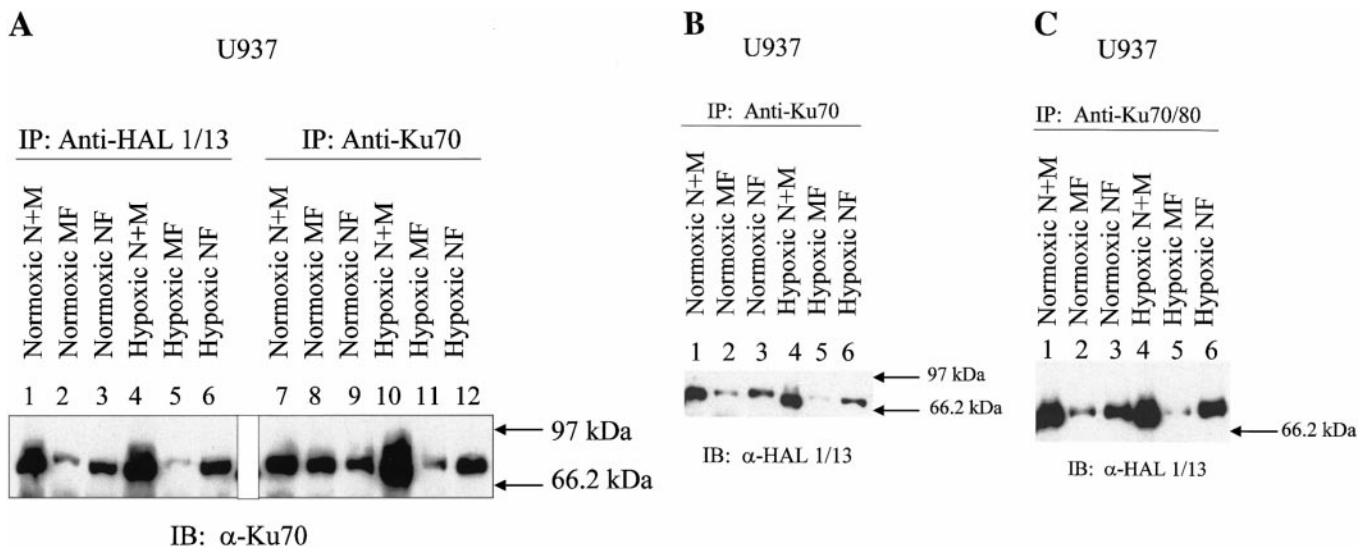 A
U937
IP: Anti-HAL 1/13
IP: Anti-Ku70
Normoxic N+M
Normoxic MF
Normoxic NF
Hypoxic N+M
Hypoxic MF
Hypoxic NF
Normoxic N+M
Normoxic MF
Normoxic NF
Hypoxic N+M
Hypoxic MF
Hypoxic NF
1 2 3 4 5 6 7 8 9 10 11 12
97 kDa
66.2 kDa
IB: α-Ku70
B
U937
IP: Anti-Ku70
Normoxic N+M
Normoxic MF
Normoxic NF
Hypoxic N+M
Hypoxic MF
Hypoxic NF
1 2 3 4 5 6
97 kDa
66.2 kDa
IB: α-HAL 1/13
C
U937
IP: Anti-Ku70/80
Normoxic N+M
Normoxic MF
Normoxic NF
Hypoxic N+M
Hypoxic MF
Hypoxic NF
1 2 3 4 5 6
66.2 kDa
IB: α-HAL 1/13